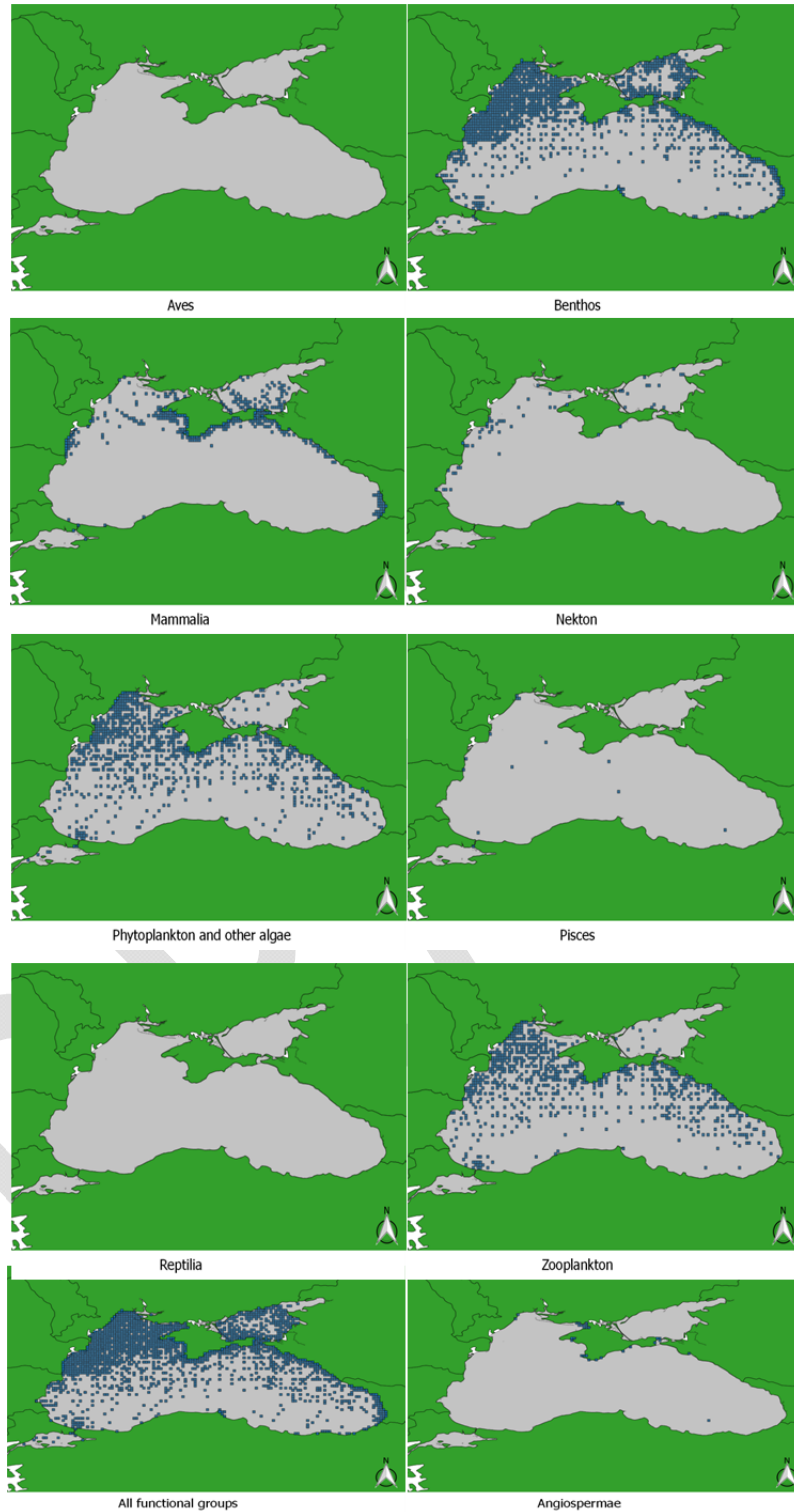 N
Aves
Benthos
N
N
Mammalia
Nekton
N
N
Phytoplankton and other algae
Pisces
N
N
Reptilia
Zooplankton
N
N
All functional groups
Angiospermae
N